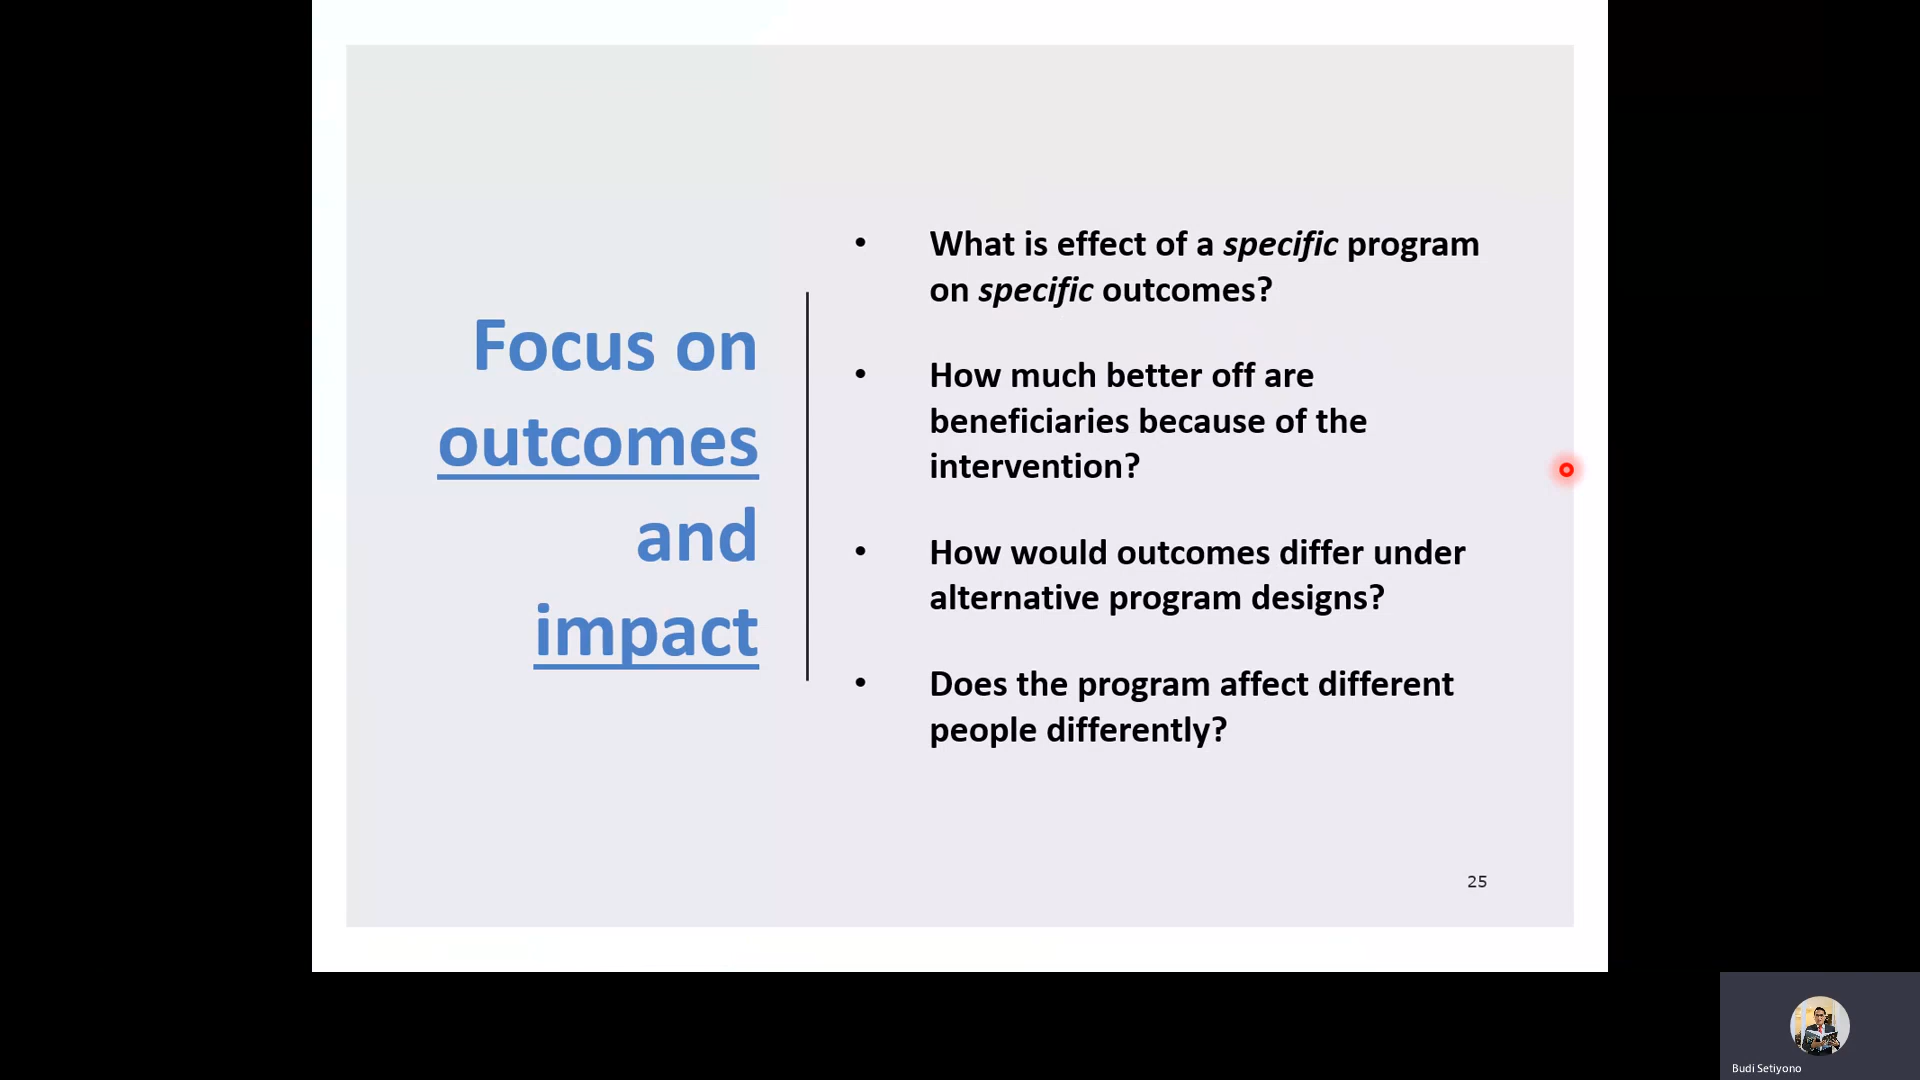 Focus on
outcomes
and
impact
• What is effect of a specific program
on specific outcomes?
• How much better off are
beneficiaries because of the
intervention?
• How would outcomes differ under
alternative program designs?
• Does the program affect different
people differently?
25
Budi Setiyono